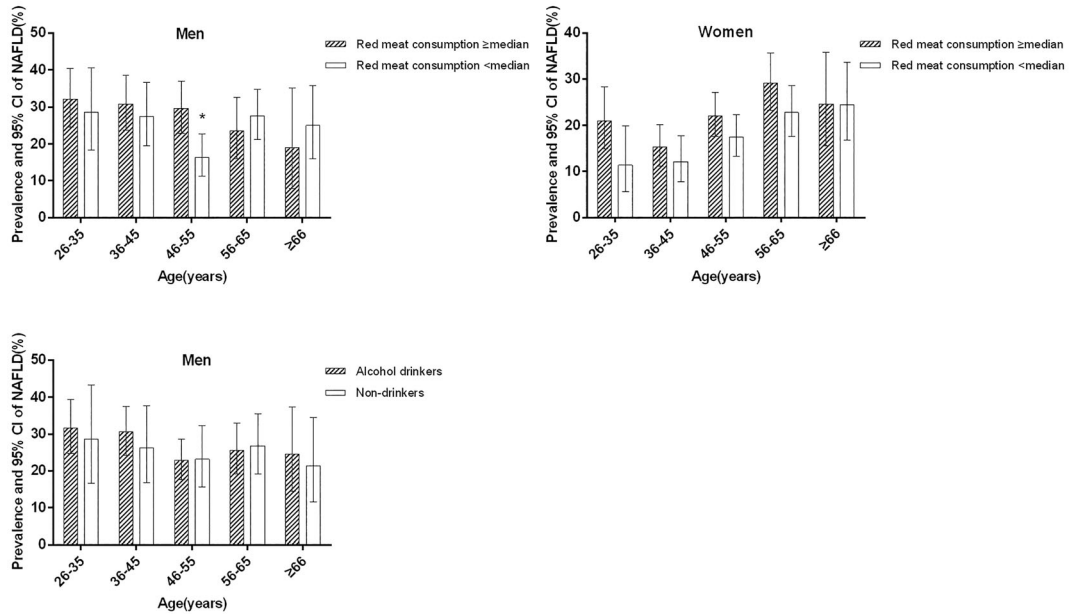 Men
Prevalence and 95% CI of NAFLD(%)
50
40
30
20
10
0
*
26-35
36-45
46-55
56-65
≥66
Age(years)
Red meat consumption ≥median
Red meat consumption <median
Women
Prevalence and 95% CI of NAFLD(%)
40
30
20
10
0
26-35
36-45
46-55
56-65
≥66
Age(years)
Red meat consumption ≥median
Red meat consumption <median
Men
Prevalence and 95% CI of NAFLD(%)
50
40
30
20
10
0
26-35
36-45
46-55
56-65
≥66
Age(years)
Alcohol drinkers
Non-drinkers